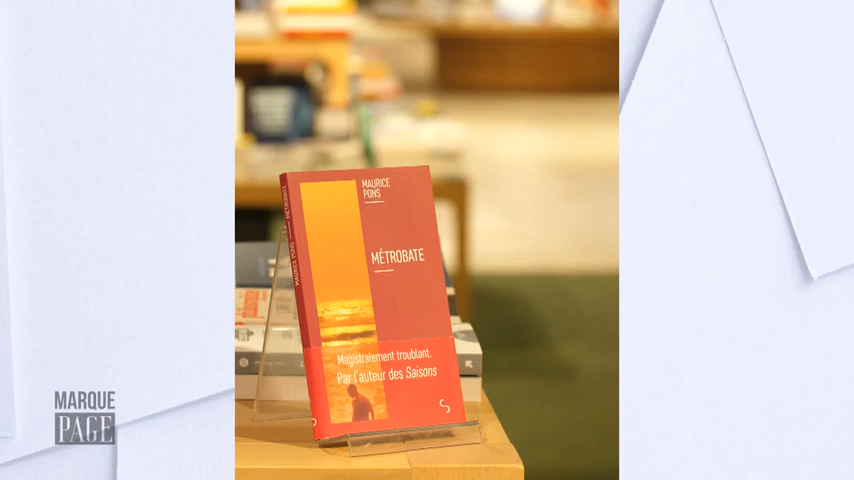 MAURICE
PONS
MÉTROBATE
MAURICE PONS
MÉTROBATE
Magistralement troublant.
Par l'auteur des Saisons
MARQUE
PAGE